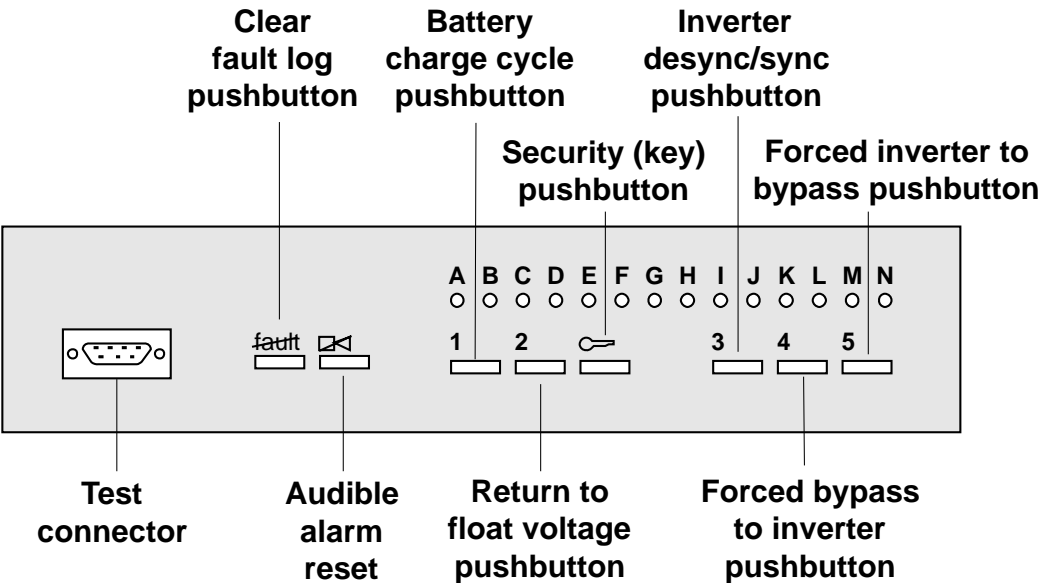 Clear
fault log
pushbutton
Battery
charge cycle
pushbutton
Inverter
desync/sync
pushbutton
Security (key)
pushbutton
Forced inverter to
bypass pushbutton
A B C D E F G H I J K L M N
fault
1 2 3 4 5
Test
connector
Audible
alarm
reset
Return to
float voltage
pushbutton
Forced bypass
to inverter
pushbutton